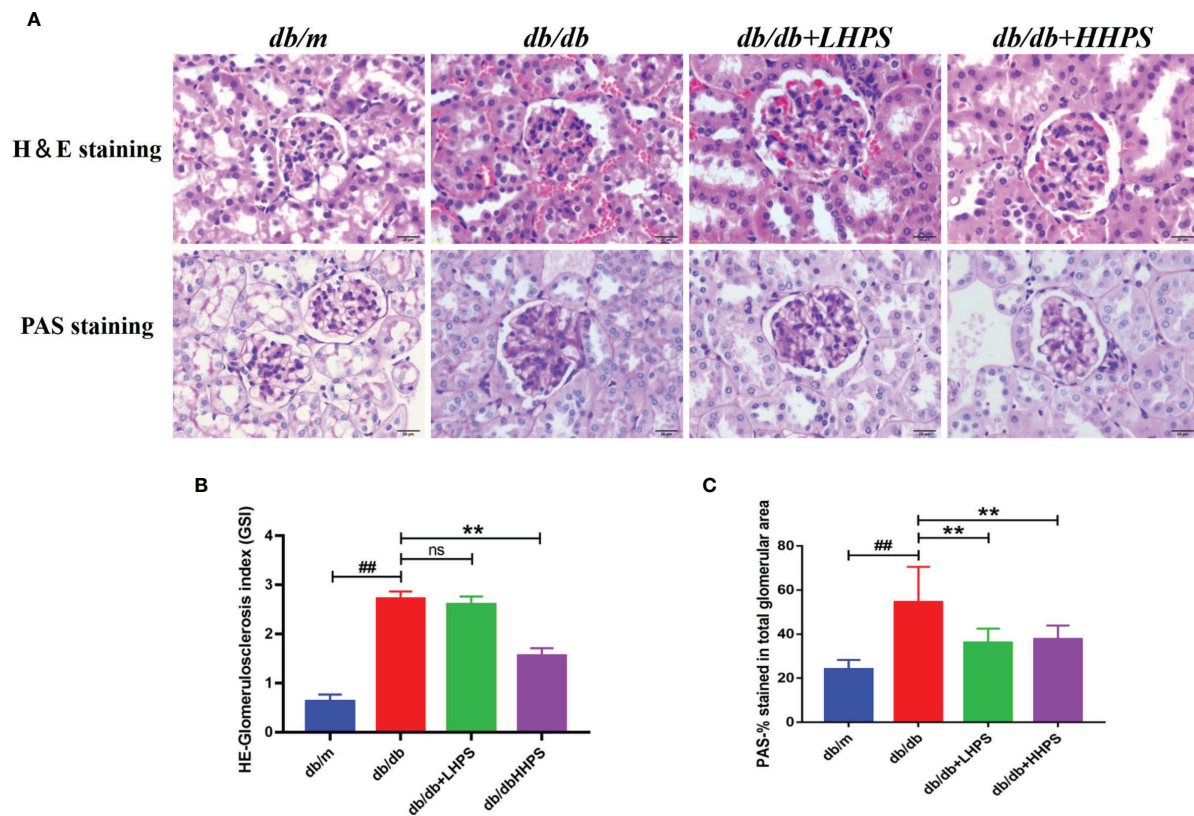 A
db/m db/db db/db+LHPS db/db+HHPS
H & E staining
PAS staining
B
HE-Glomerulosclerosis index (GSI)
4
3
2
1
0
##
ns
**
db/m
db/db
db/db+LHPS
db/dbHHPS
C
PAS-% stained in total glomerular area
80
60
40
20
0
##
**
**
db/m
db/db
db/db+LHPS
db/db+HHPS